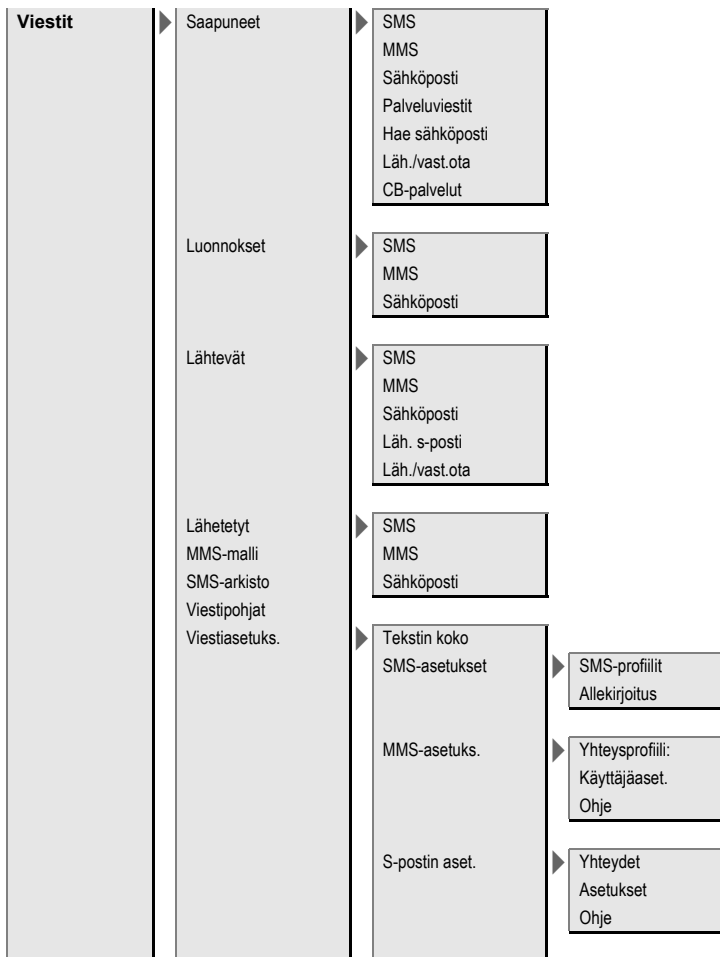 Viestit
Saapuneet
SMS
MMS
Sähköposti
Palveluviestit
Hae sähköposti
Läh./vast.ota
CB-palvelut
Luonnokset
SMS
MMS
Sähköposti
Lähtevät
SMS
MMS
Sähköposti
Läh. s-posti
Läh./vast.ota
Lähetetyt
SMS
MMS
Sähköposti
MMS-malli
SMS-arkisto
Viestipohjat
Viestiasetuks.
Tekstin koko
SMS-asetukset
SMS-profiilit
Allekirjoitus
MMS-asetuks.
Yhteysprofiili:
Käyttäjäaset.
Ohje
S-postin aset.
Yhteydet
Asetukset
Ohje